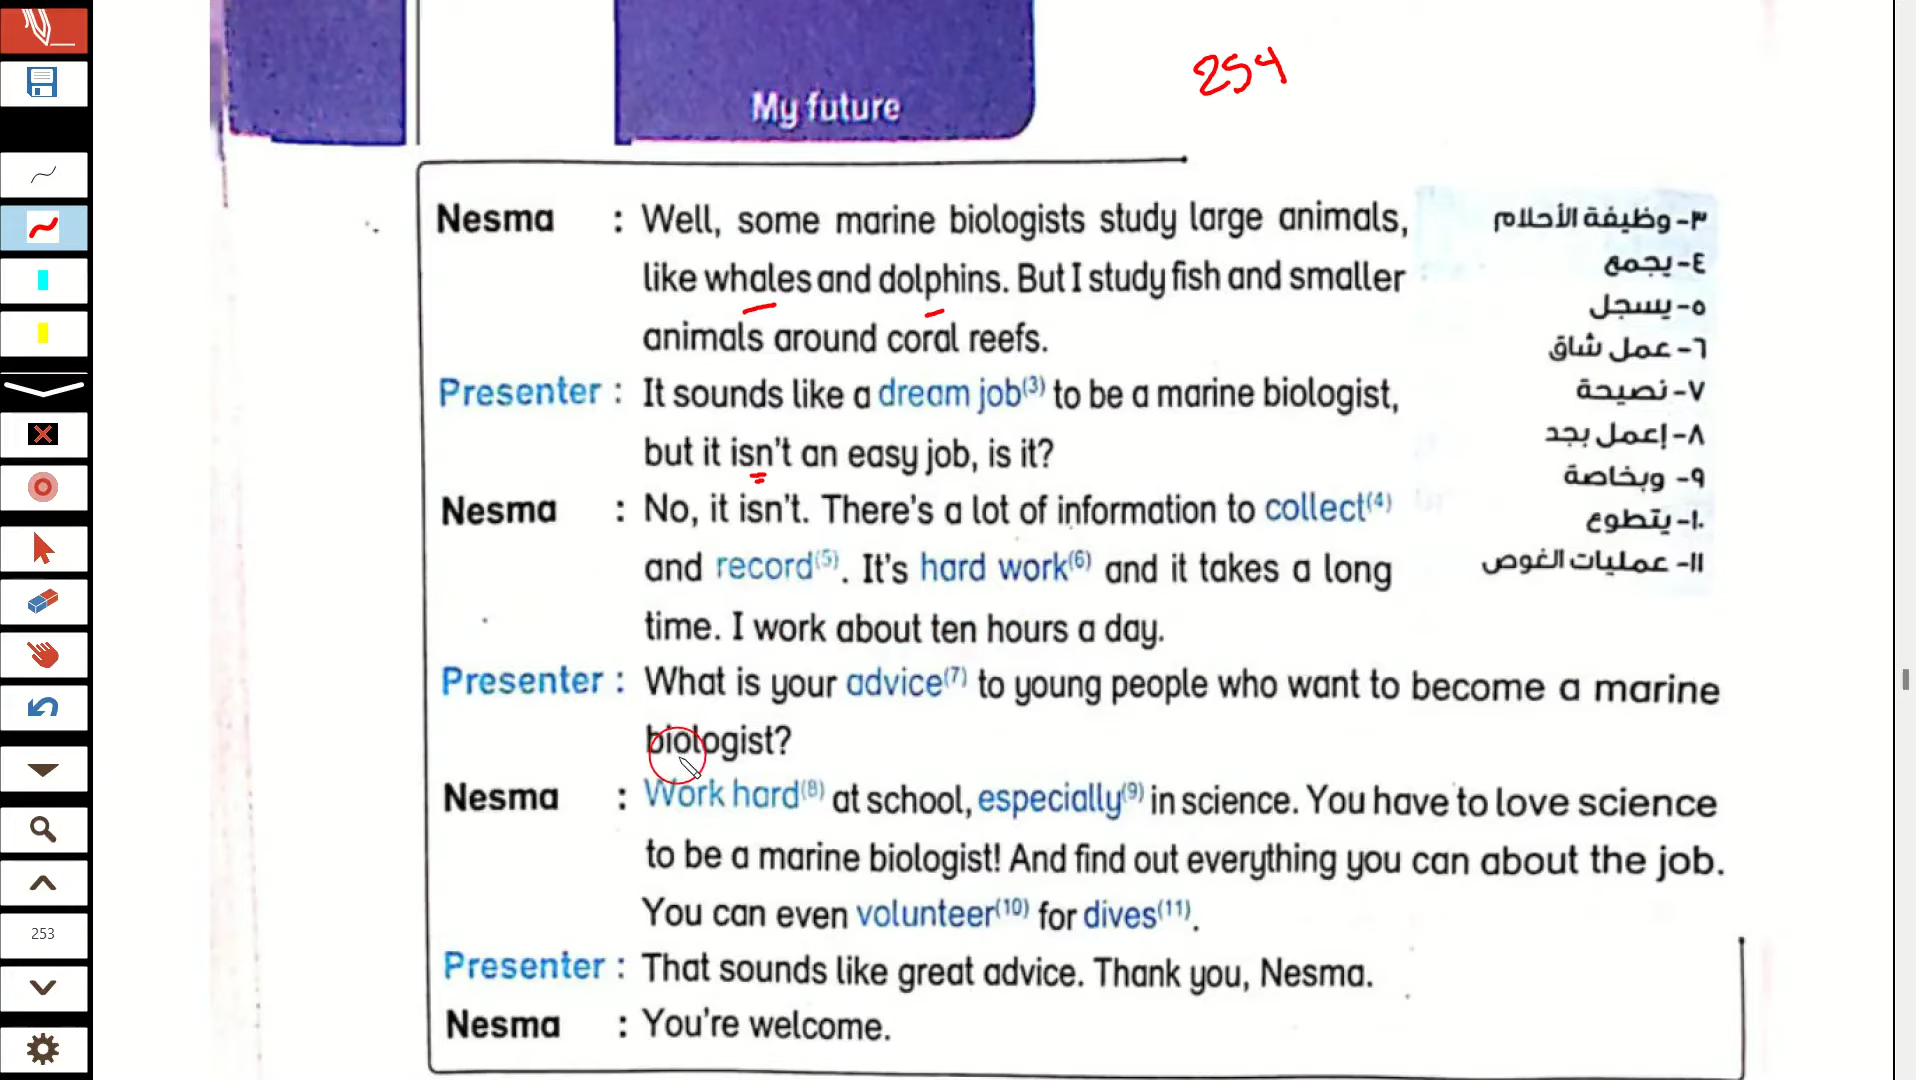 My future
254
Nesma : Well, some marine biologists study large animals,
like whales and dolphins. But I study fish and smaller
animals around coral reefs.
Presenter : It sounds like a dream job(3) to be a marine biologist,
but it isn't an easy job, is it?
Nesma : No, it isn't. There's a lot of information to collect(4)
and record(5). It's hard work(6) and it takes a long
time. I work about ten hours a day.
Presenter : What is your advice(7) to young people who want to become a marine
biologist?
Nesma : Work hard(8) at school, especially(9) in science. You have to love science
to be a marine biologist! And find out everything you can about the job.
You can even volunteer(10) for dives(11).
Presenter : That sounds like great advice. Thank you, Nesma.
Nesma : You're welcome.
٣- وظيفة الأحلام
٤- يجمع
٥- يسجل
٦- عمل شاق
٧- نصيحة
٨- إعمل بجد
٩- وبخاصة
١٠- يتطوع
١١- عمليات الغوص
253